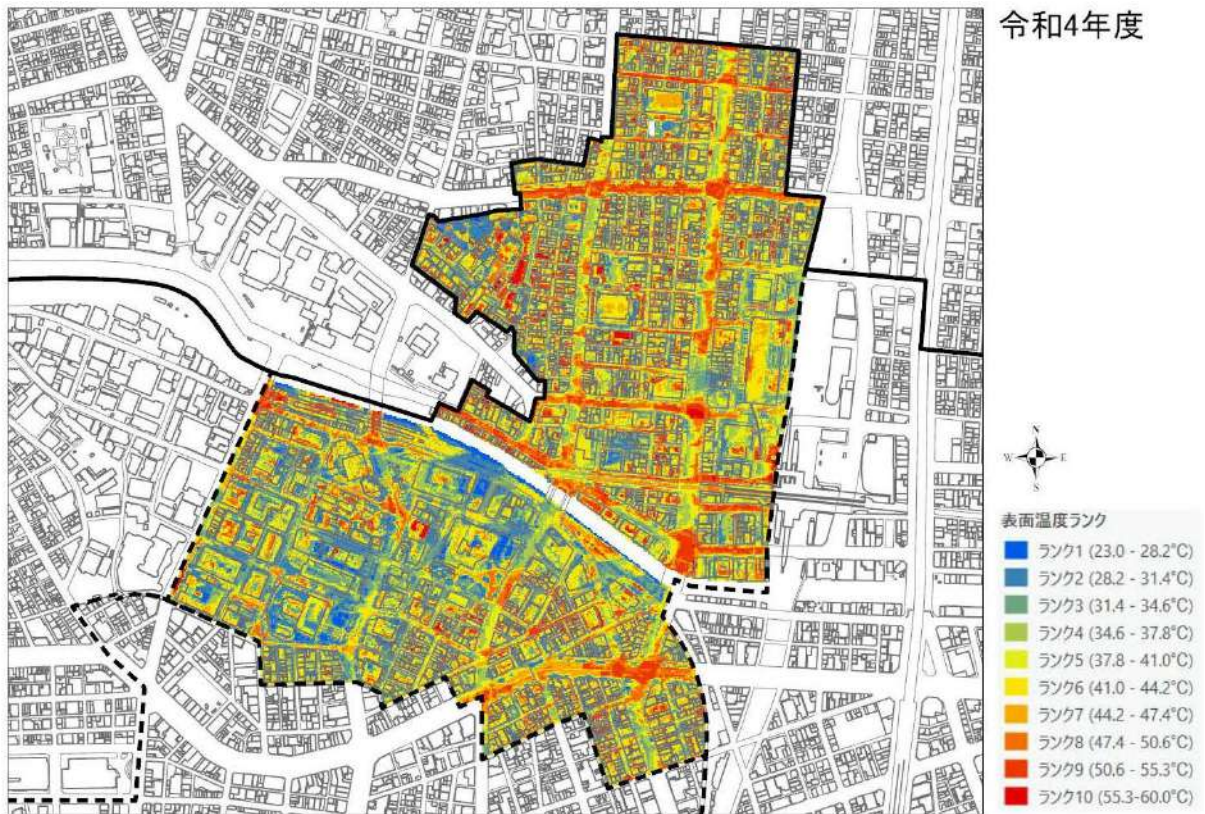 令和4年度
N
W E
S
表面温度ランク
ランク1 (23.0 - 28.2°C)
ランク2 (28.2 - 31.4°C)
ランク3 (31.4 - 34.6°C)
ランク4 (34.6 - 37.8°C)
ランク5 (37.8 - 41.0°C)
ランク6 (41.0 - 44.2°C)
ランク7 (44.2 - 47.4°C)
ランク8 (47.4 - 50.6°C)
ランク9 (50.6 - 55.3°C)
ランク10 (55.3-60.0°C)